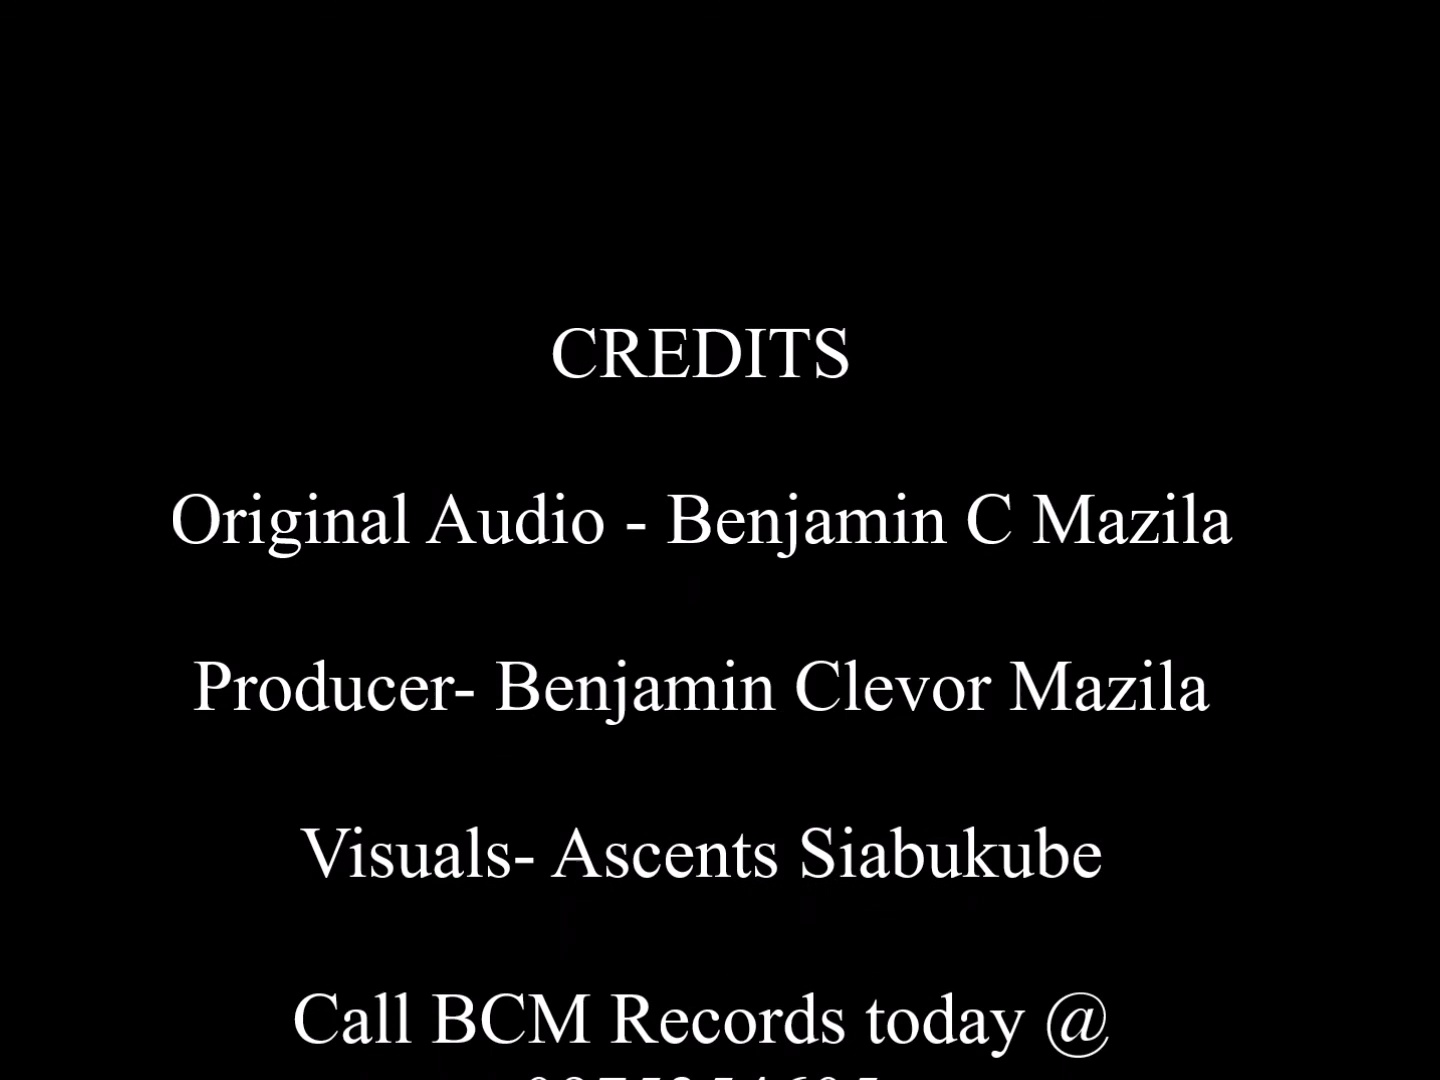 CREDITS
Original Audio - Benjamin C Mazila
Producer- Benjamin Clevor Mazila
Visuals- Ascents Siabukube
Call BCM Records today @